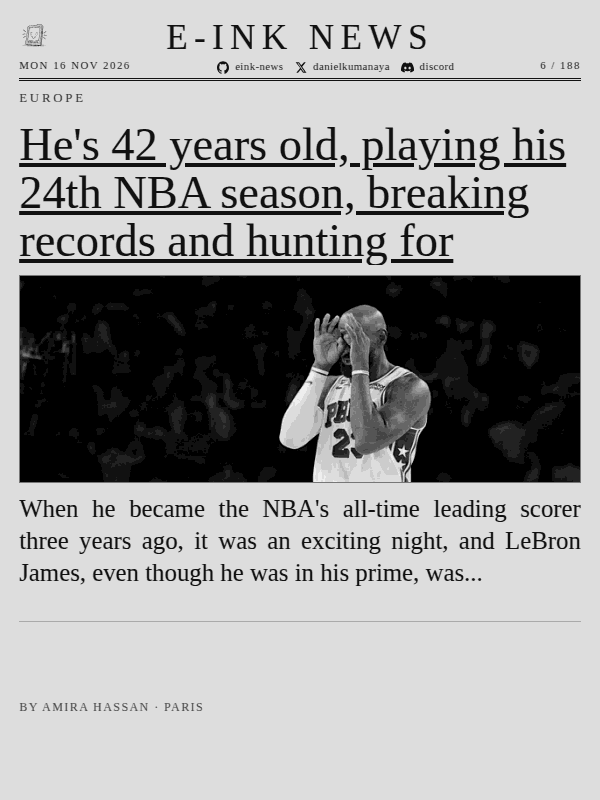 E-INK NEWS
MON 16 NOV 2026
eink-news danielkumanaya discord
6 / 188
EUROPE
He's 42 years old, playing his
24th NBA season, breaking
records and hunting for
PH
23
When he became the NBA's all-time leading scorer
three years ago, it was an exciting night, and LeBron
James, even though he was in his prime, was...
BY AMIRA HASSAN · PARIS